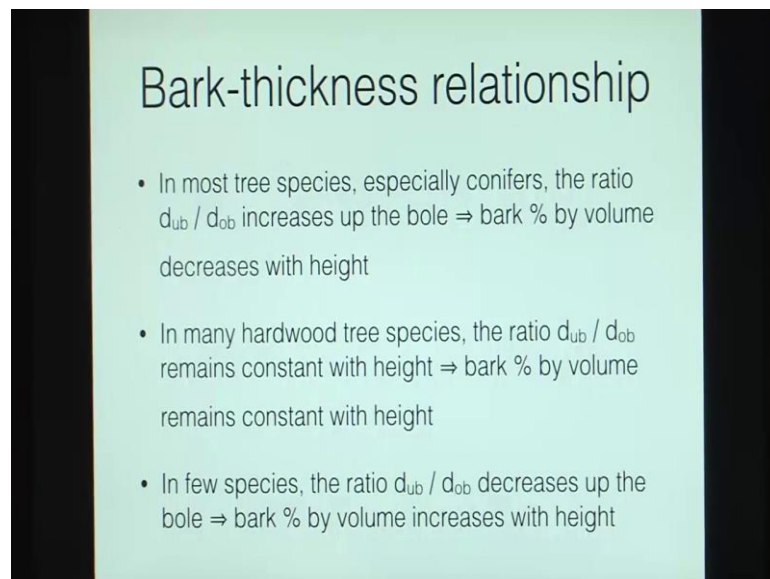 Bark-thickness relationship
• In most tree species, especially conifers, the ratio
dub / dob increases up the bole ⇒ bark % by volume
decreases with height
• In many hardwood tree species, the ratio dub / dob
remains constant with height ⇒ bark % by volume
remains constant with height
• In few species, the ratio dub / dob decreases up the
bole ⇒ bark % by volume increases with height